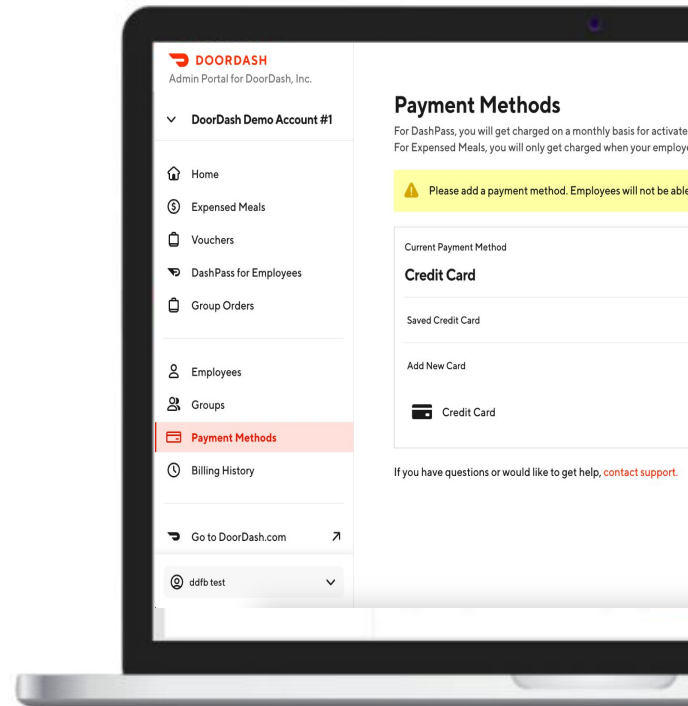 DOORDASH
Admin Portal for DoorDash, Inc.
DoorDash Demo Account #1
Home
Expensed Meals
Vouchers
DashPass for Employees
Group Orders
Employees
Groups
Payment Methods
Billing History
Go to DoorDash.com
ddfb test
Payment Methods
For DashPass, you will get charged on a monthly basis for activate
For Expensed Meals, you will only get charged when your employe
Please add a payment method. Employees will not be able
Current Payment Method
Credit Card
Saved Credit Card
Add New Card
Credit Card
If you have questions or would like to get help, contact support.